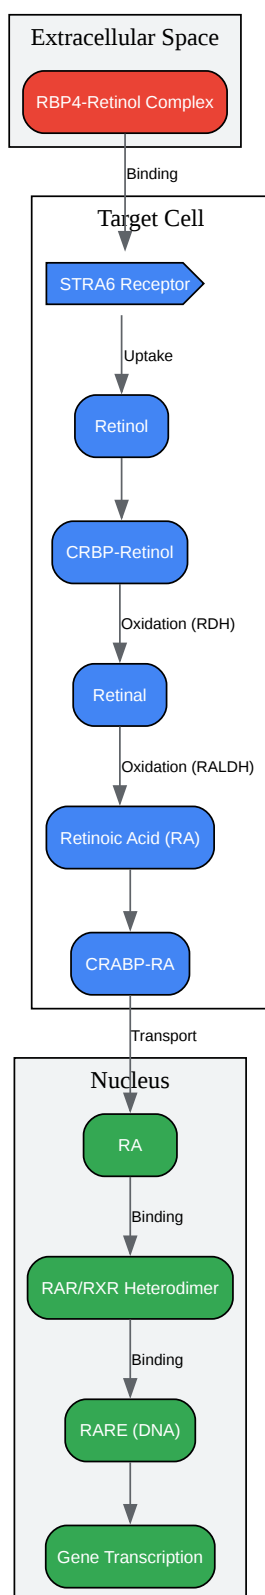 Extracellular Space
RBP4-Retinol Complex
Binding
Target Cell
STRA6 Receptor
Uptake
Retinol
CRBP-Retinol
Oxidation (RDH)
Retinal
Oxidation (RALDH)
Retinoic Acid (RA)
CRABP-RA
Transport
Nucleus
RA
Binding
RAR/RXR Heterodimer
Binding
RARE (DNA)
Gene Transcription